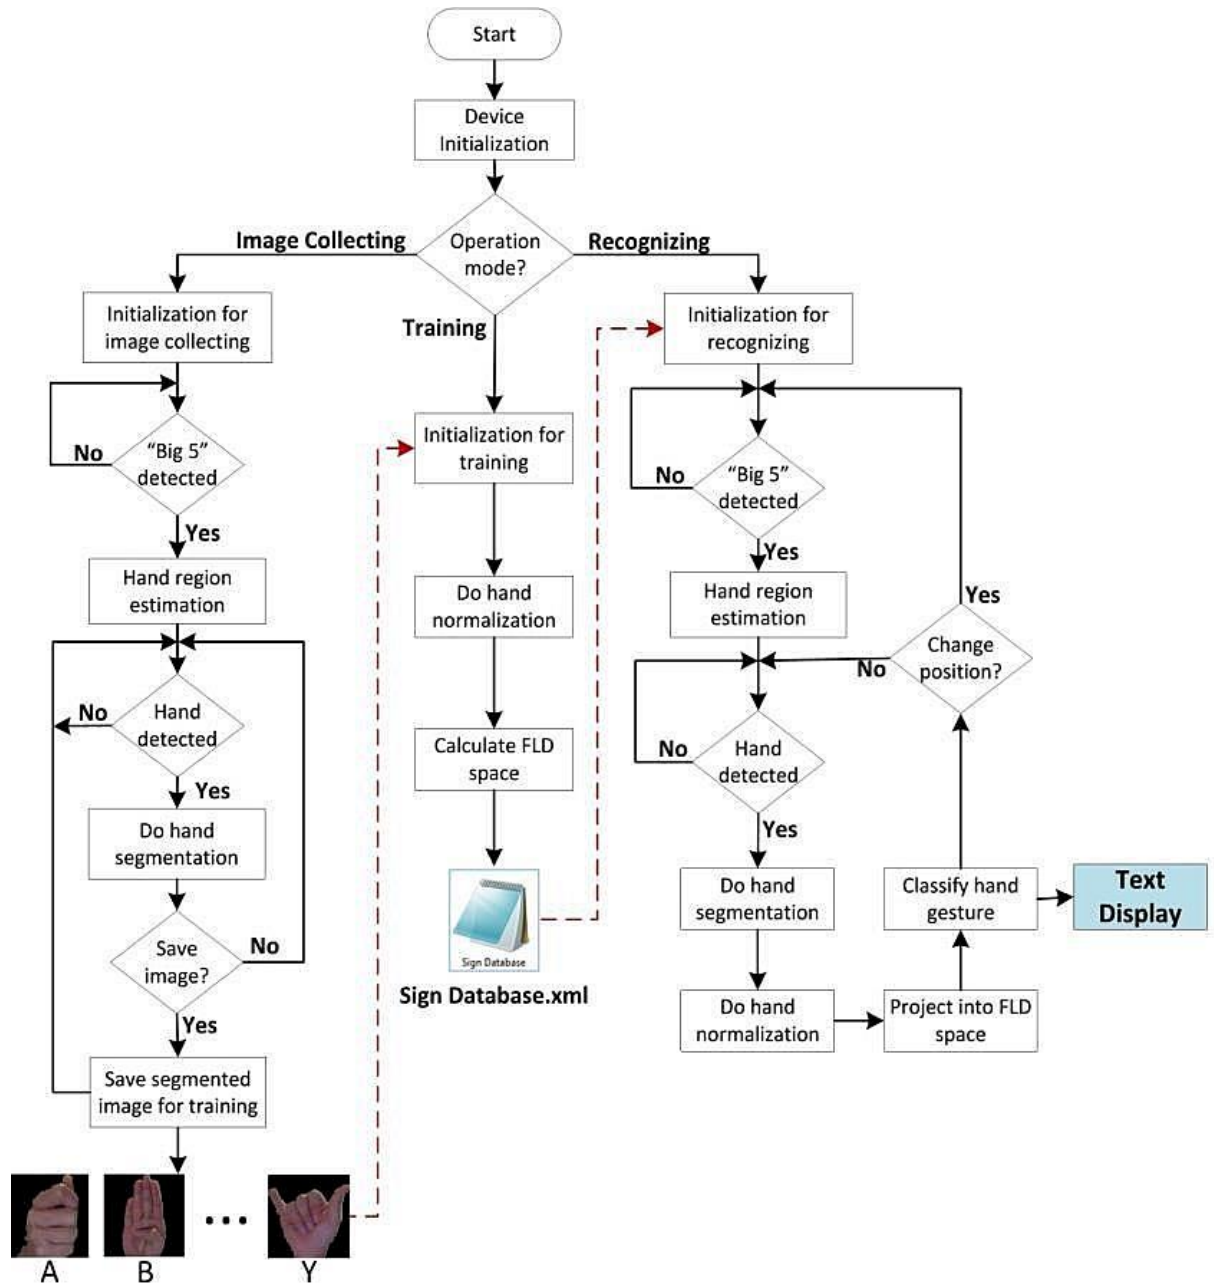 Start
Device
Initialization
Operation
mode?
Image Collecting
Training
Recognizing
Initialization for
image collecting
No
“Big 5”
detected
Yes
Hand region
estimation
No
Hand
detected
Yes
Do hand
segmentation
Save
image?
No
Yes
Save segmented
image for training
A
B
...
Y
Initialization for
training
Do hand
normalization
Calculate FLD
space
Sign Database
Sign Database.xml
Initialization for
recognizing
No
“Big 5”
detected
Yes
Hand region
estimation
No
Hand
detected
Yes
Do hand
segmentation
Do hand
normalization
Project into FLD
space
Classify hand
gesture
Text
Display
Change
position?
Yes
No